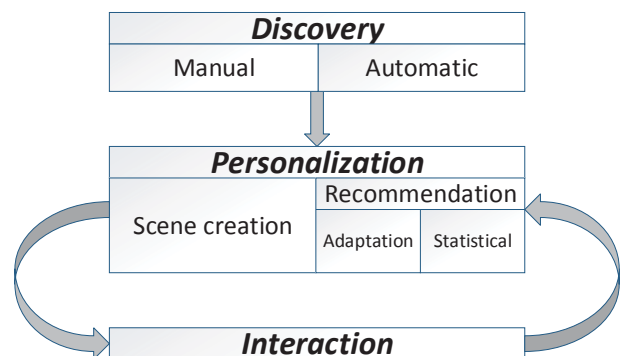 Discovery
Manual Automatic
Personalization
Scene creation
Recommendation
Adaptation Statistical
Interaction